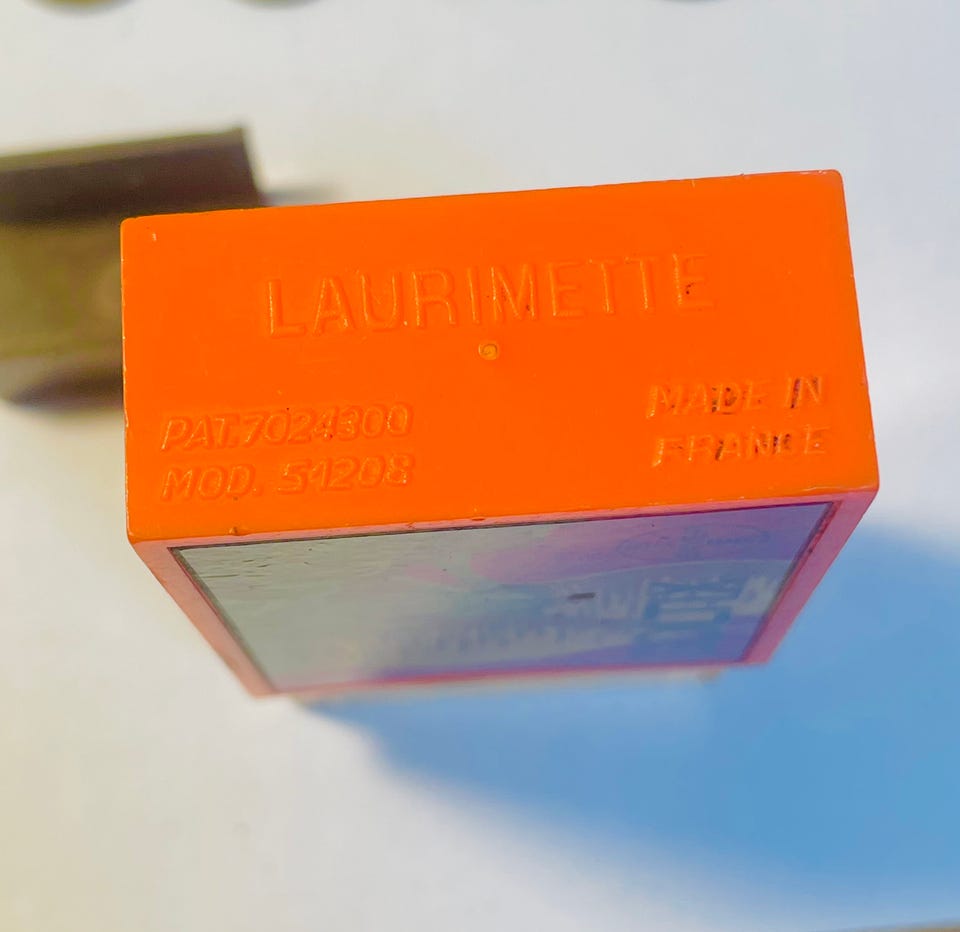 LAURIMETTE
PAT.7024300
MOD. 51208
MADE IN
FRANCE